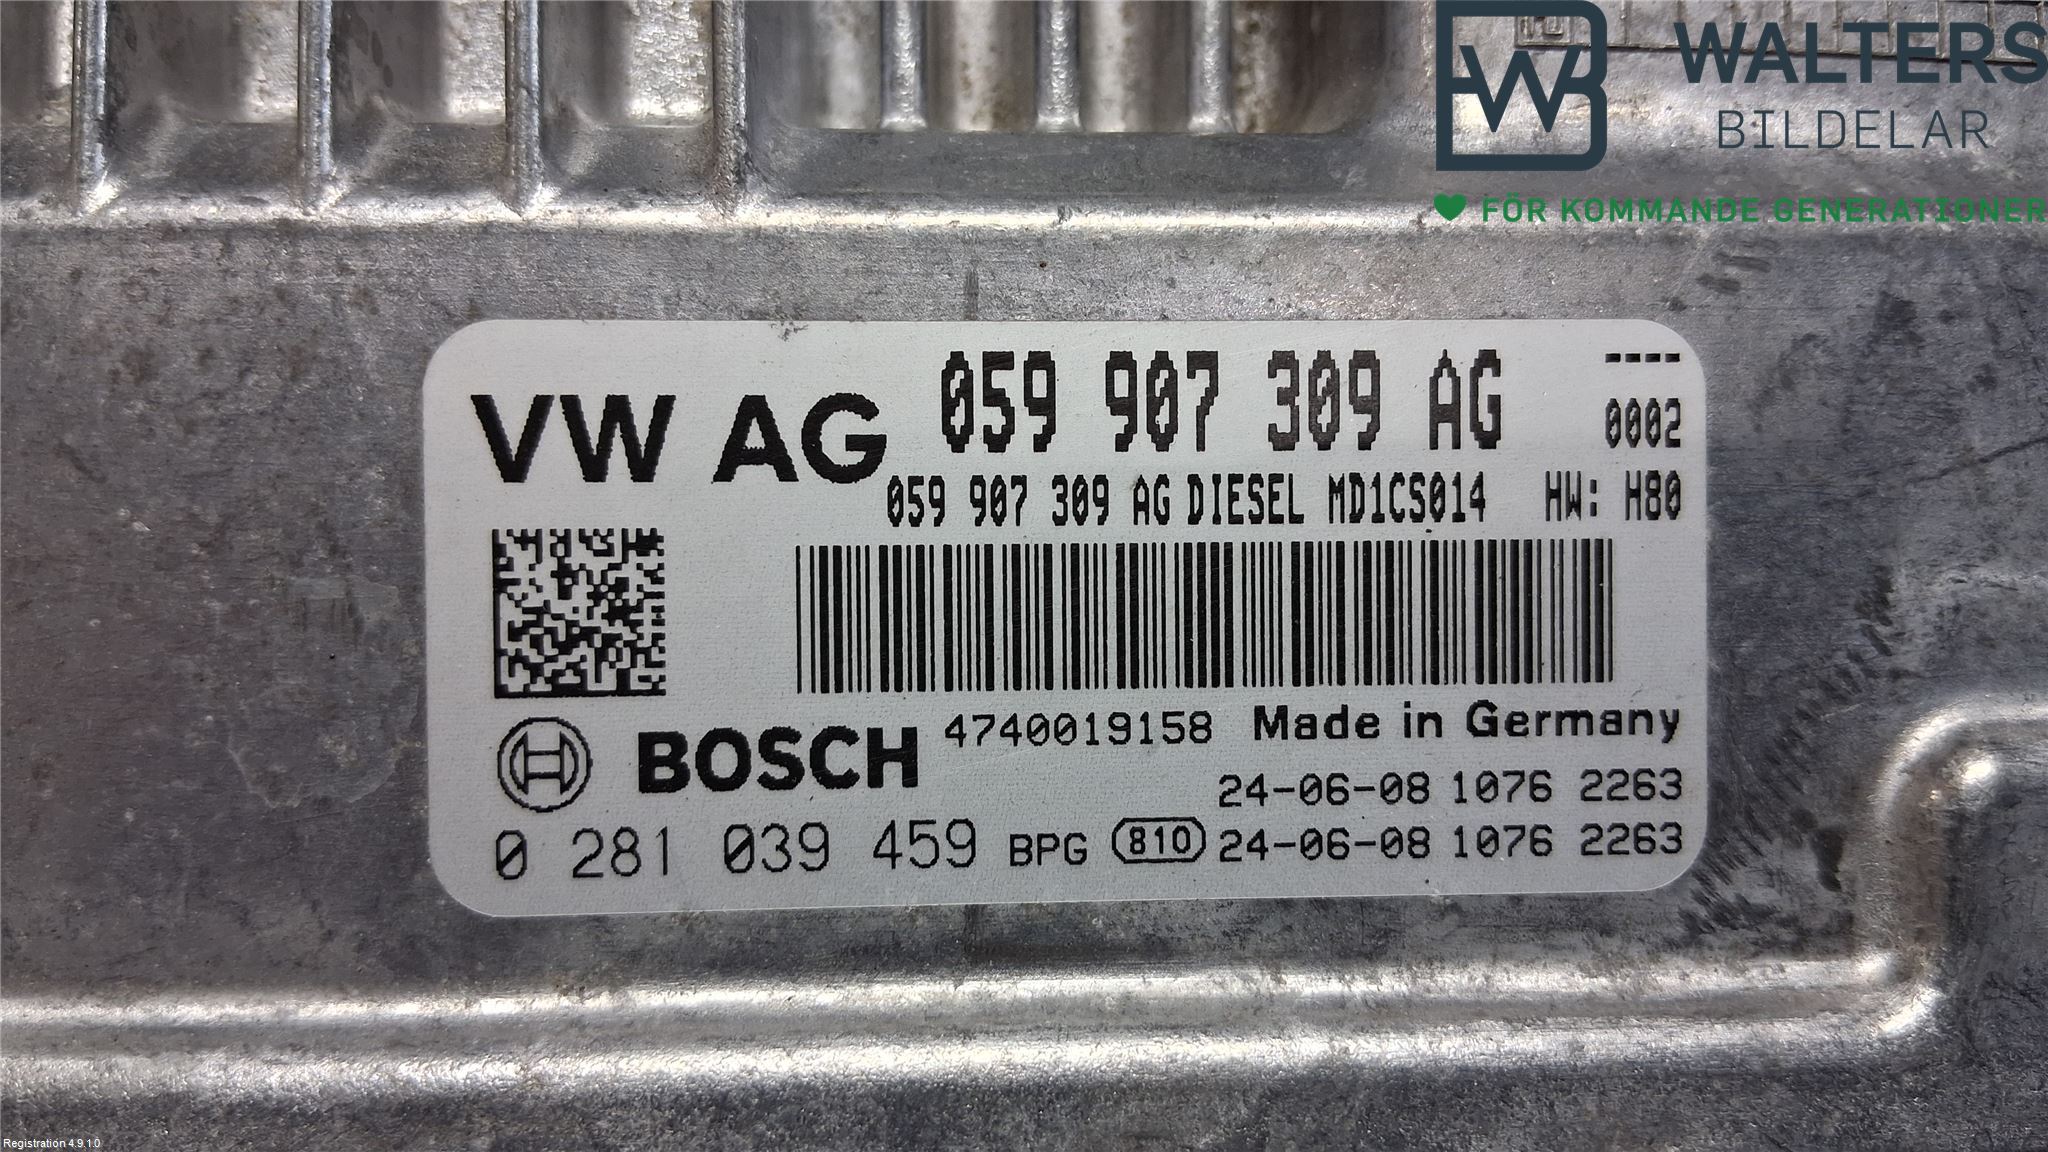 WALTERS
BILDELAR
FÖR KOMMANDE GENERATIONER
VW AG 059 907 309 AG ----
0002
059 907 309 AG DIESEL MD1CS014 HW: H80
BOSCH 4740019158 Made in Germany
24-06-08 1076 2263
0 281 039 459 BPG 810 24-06-08 1076 2263
Registration 4.9.1.0